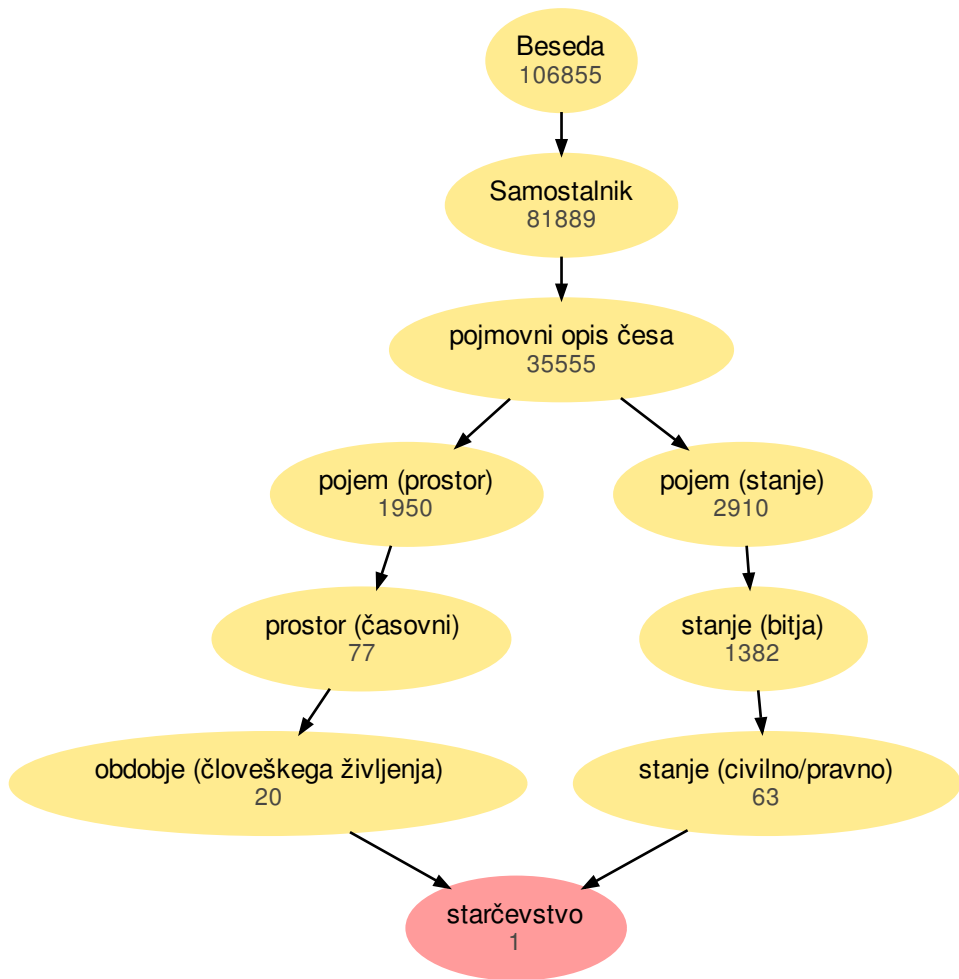 Beseda
106855
Samostalnik
81889
pojmovni opis česa
35555
pojem (prostor)
1950
pojem (stanje)
2910
prostor (časovni)
77
stanje (bitja)
1382
obdobje (človeškega življenja)
20
stanje (civilno/pravno)
63
starčevstvo
1